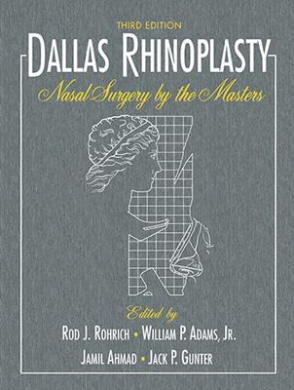 THIRD EDITION
DALLAS RHINOPLASTY
Nasal Surgery by the Masters
Edited by
ROD J. ROHRICH • WILLIAM P. ADAMS, JR.
JAMIL AHMAD • JACK P. GUNTER